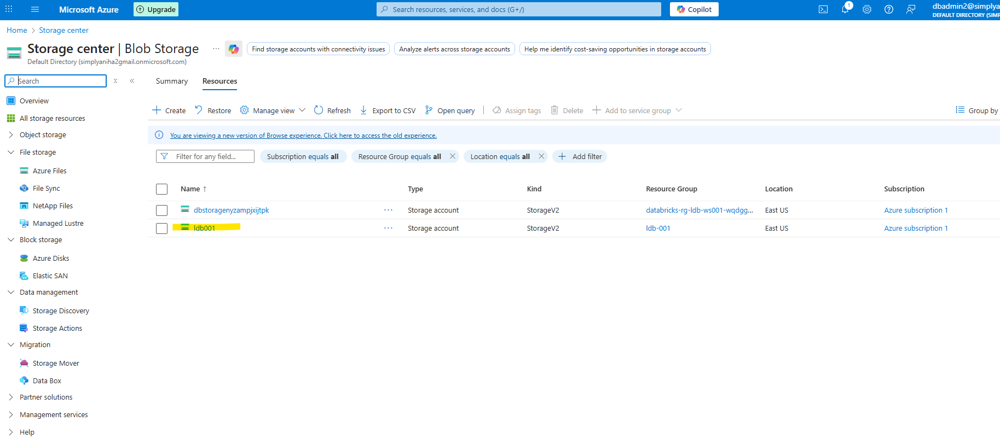 Microsoft Azure
Upgrade
Search resources, services, and docs (G+/)
Copilot
1
dbadmin2@simplya
DEFAULT DIRECTORY (SIMP
Home > Storage center
Storage center | Blob Storage
...
Find storage accounts with connectivity issues
Analyze alerts across storage accounts
Help me identify cost-saving opportunities in storage accounts
Default Directory (simplyaniha2gmail.onmicrosoft.com)
Search
Overview
All storage resources
Object storage
File storage
Azure Files
File Sync
NetApp Files
Managed Lustre
Block storage
Azure Disks
Elastic SAN
Data management
Storage Discovery
Storage Actions
Migration
Storage Mover
Data Box
Partner solutions
Management services
Help
Summary Resources
Create Restore Manage view Refresh Export to CSV Open query Assign tags Delete Add to service group Group by
You are viewing a new version of Browse experience. Click here to access the old experience.
Filter for any field... Subscription equals all Resource Group equals all Location equals all Add filter
Name ↑ Type Kind Resource Group Location Subscription
dbstoragenyzampjxijtpk ... Storage account StorageV2 databricks-rg-ldb-ws001-wqdgg... East US Azure subscription 1
ldb001 ... Storage account StorageV2 ldb-001 East US Azure subscription 1